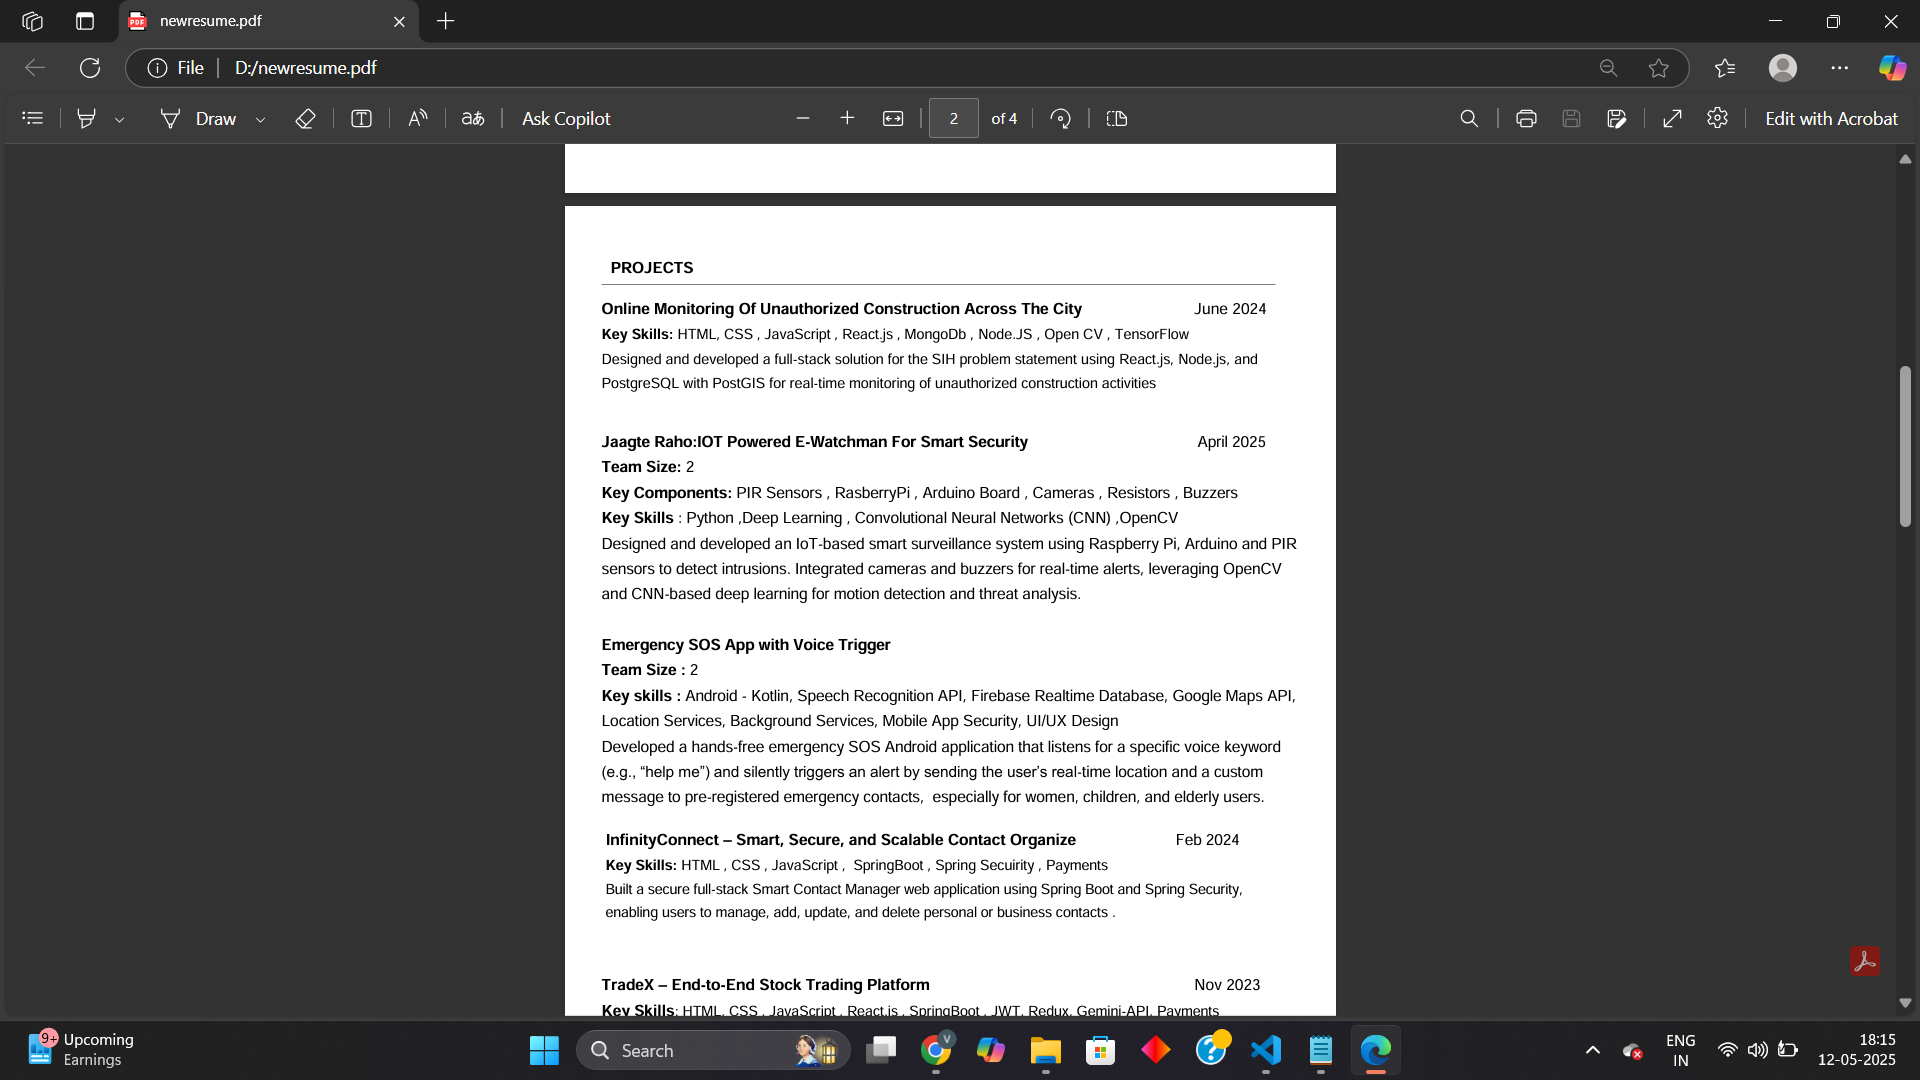 newresume.pdf
File
D:/newresume.pdf
Draw
Ask Copilot
2
of 4
Edit with Acrobat
PROJECTS
Online Monitoring Of Unauthorized Construction Across The City June 2024
Key Skills: HTML, CSS , JavaScript , React.js , MongoDb , Node.JS , Open CV , TensorFlow
Designed and developed a full-stack solution for the SIH problem statement using React.js, Node.js, and
PostgreSQL with PostGIS for real-time monitoring of unauthorized construction activities
Jaagte Raho:IOT Powered E-Watchman For Smart Security April 2025
Team Size: 2
Key Components: PIR Sensors , RasberryPi , Arduino Board , Cameras , Resistors , Buzzers
Key Skills : Python ,Deep Learning , Convolutional Neural Networks (CNN) ,OpenCV
Designed and developed an IoT-based smart surveillance system using Raspberry Pi, Arduino and PIR
sensors to detect intrusions. Integrated cameras and buzzers for real-time alerts, leveraging OpenCV
and CNN-based deep learning for motion detection and threat analysis.
Emergency SOS App with Voice Trigger
Team Size : 2
Key skills : Android - Kotlin, Speech Recognition API, Firebase Realtime Database, Google Maps API,
Location Services, Background Services, Mobile App Security, UI/UX Design
Developed a hands-free emergency SOS Android application that listens for a specific voice keyword
(e.g., “help me”) and silently triggers an alert by sending the user’s real-time location and a custom
message to pre-registered emergency contacts,  especially for women, children, and elderly users.
InfinityConnect – Smart, Secure, and Scalable Contact Organize Feb 2024
Key Skills: HTML , CSS , JavaScript ,  SpringBoot , Spring Secuirity , Payments
Built a secure full-stack Smart Contact Manager web application using Spring Boot and Spring Security,
enabling users to manage, add, update, and delete personal or business contacts .
TradeX – End-to-End Stock Trading Platform Nov 2023
Key Skills: HTML, CSS , JavaScript , React.js , SpringBoot , JWT, Redux, Gemini-API, Payments
9+
Upcoming
Earnings
Search
V
ENG
IN
18:15
12-05-2025